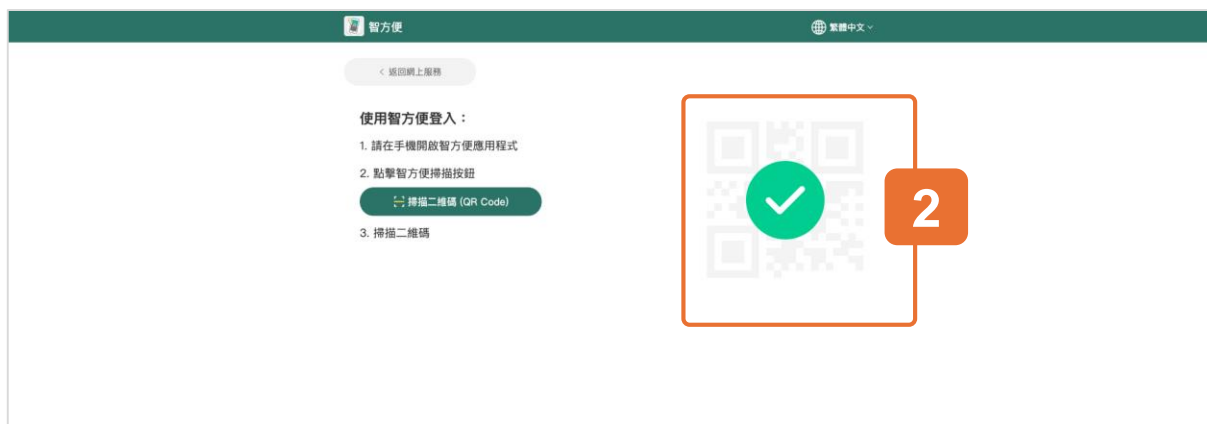 智方便
繁體中文
< 返回網上服務
使用智方便登入：
1. 請在手機開啟智方便應用程式
2. 點擊智方便掃描按鈕
掃描二維碼 (QR Code)
3. 掃描二維碼
2